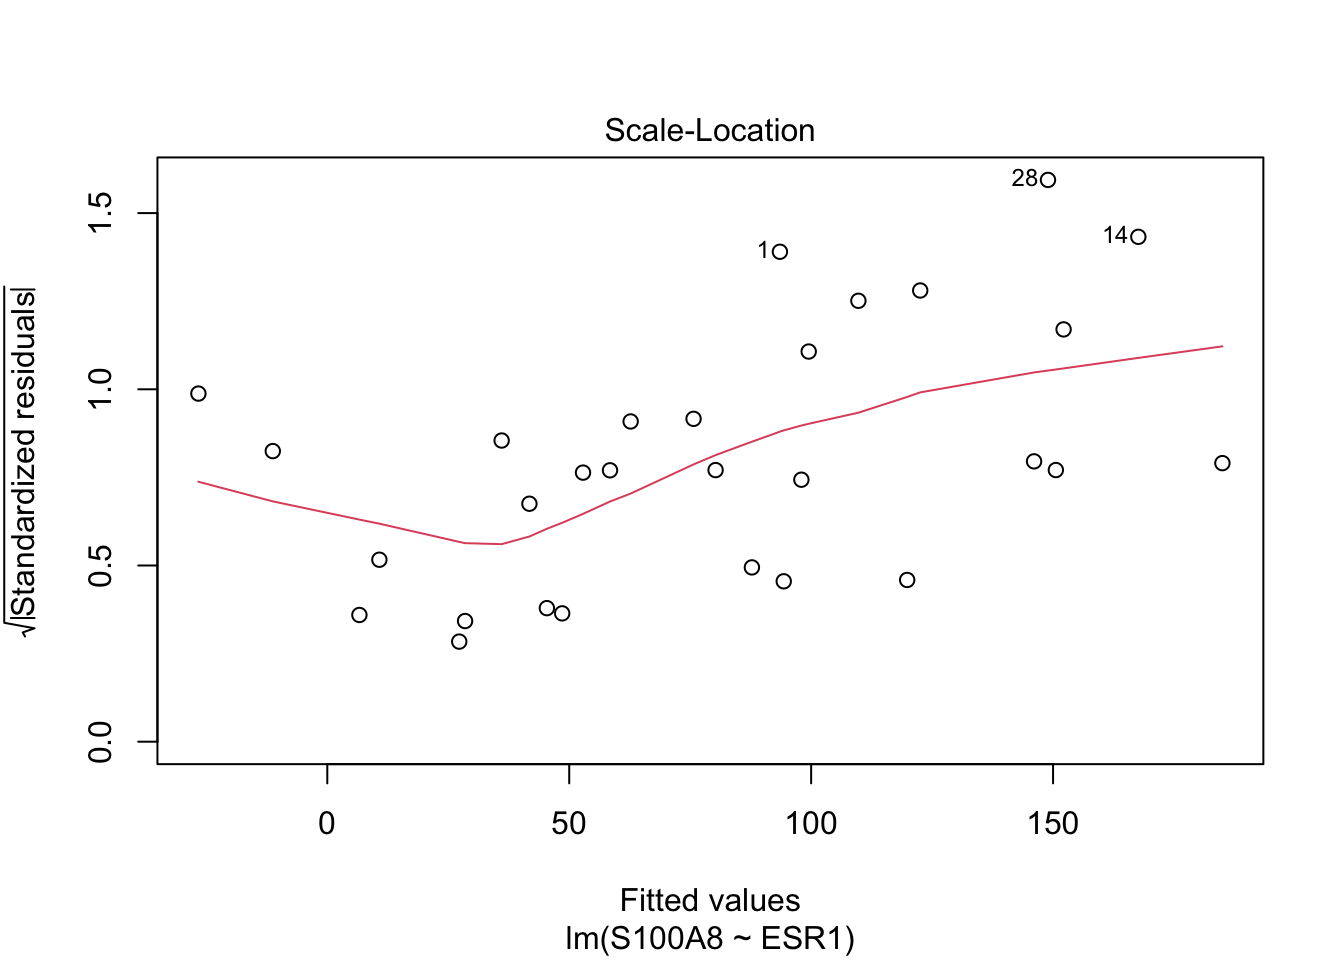 Scale-Location
√|Standardized residuals|
1.5
1.0
0.5
0.0
28
14
1
0
50
100
150
Fitted values
lm(S100A8 ~ ESR1)